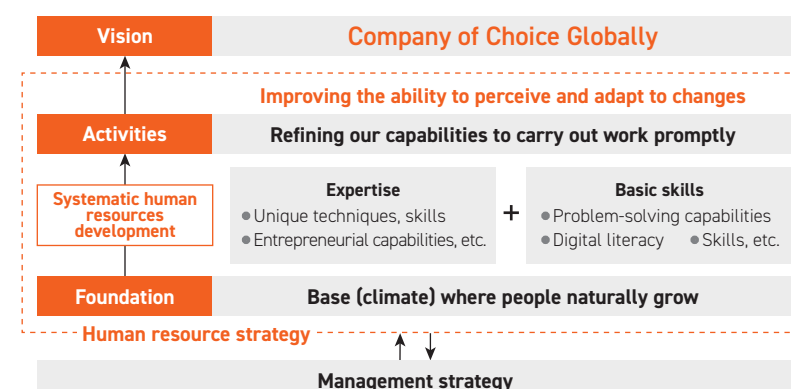 Vision
Company of Choice Globally
Improving the ability to perceive and adapt to changes
Activities
Refining our capabilities to carry out work promptly
Systematic human
resources
development
Expertise
● Unique techniques, skills
● Entrepreneurial capabilities, etc.
+
Basic skills
● Problem-solving capabilities
● Digital literacy ● Skills, etc.
Foundation
Base (climate) where people naturally grow
Human resource strategy
Management strategy